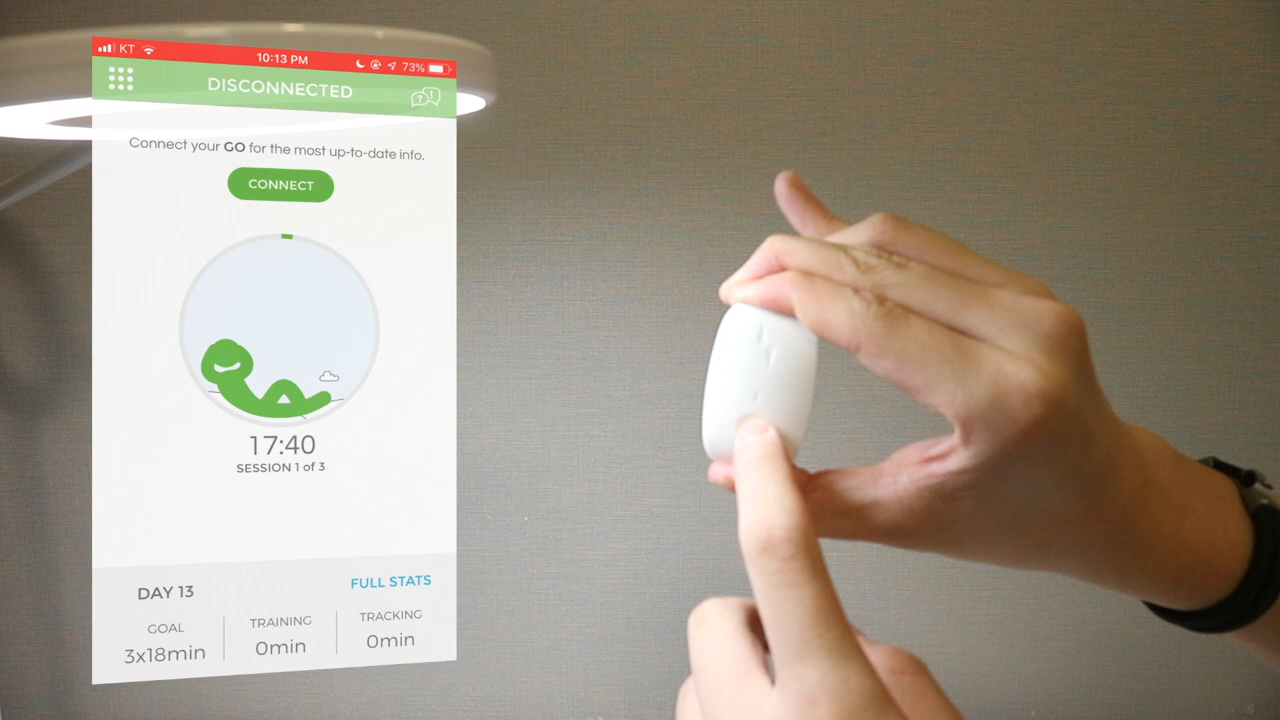 KT
10:13 PM
73%
DISCONNECTED
? !
Connect your GO for the most up-to-date info.
CONNECT
17:40
SESSION 1 of 3
DAY 13
FULL STATS
GOAL
TRAINING
TRACKING
3x18min
0min
0min